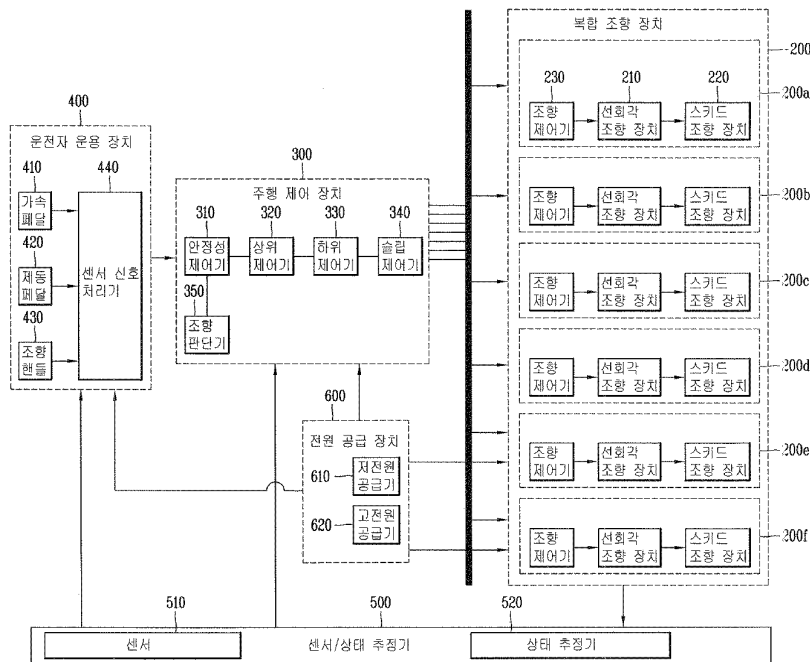 복합 조향 장치
200
200a
230
210
220
조향
제어기
선회각
조향 장치
스키드
조향 장치
400
운전자 운용 장치
410
440
가속
페달
420
제동
페달
430
조향
핸들
센서 신호
처리기
300
주행 제어 장치
310
320
330
340
안정성
제어기
상위
제어기
하위
제어기
슬립
제어기
350
조향
판단기
200b
조향
제어기
선회각
조향 장치
스키드
조향 장치
200c
조향
제어기
선회각
조향 장치
스키드
조향 장치
200d
조향
제어기
선회각
조향 장치
스키드
조향 장치
200e
조향
제어기
선회각
조향 장치
스키드
조향 장치
200f
조향
제어기
선회각
조향 장치
스키드
조향 장치
600
전원 공급 장치
610
저전원
공급기
620
고전원
공급기
510
500
520
센서
센서/상태 추정기
상태 추정기